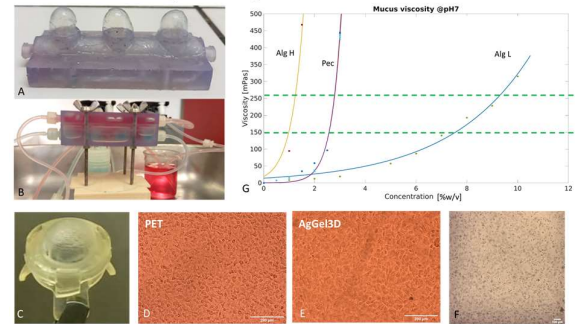 A
B
Mucus viscosity @pH7
Viscosity [mPas]
500
450
400
350
300
250
200
150
100
50
0
Alg H
Pec
Alg L
0
2
4
6
8
10
12
Concentration [%w/v]
G
C
PET
D
AgGel3D
E
F